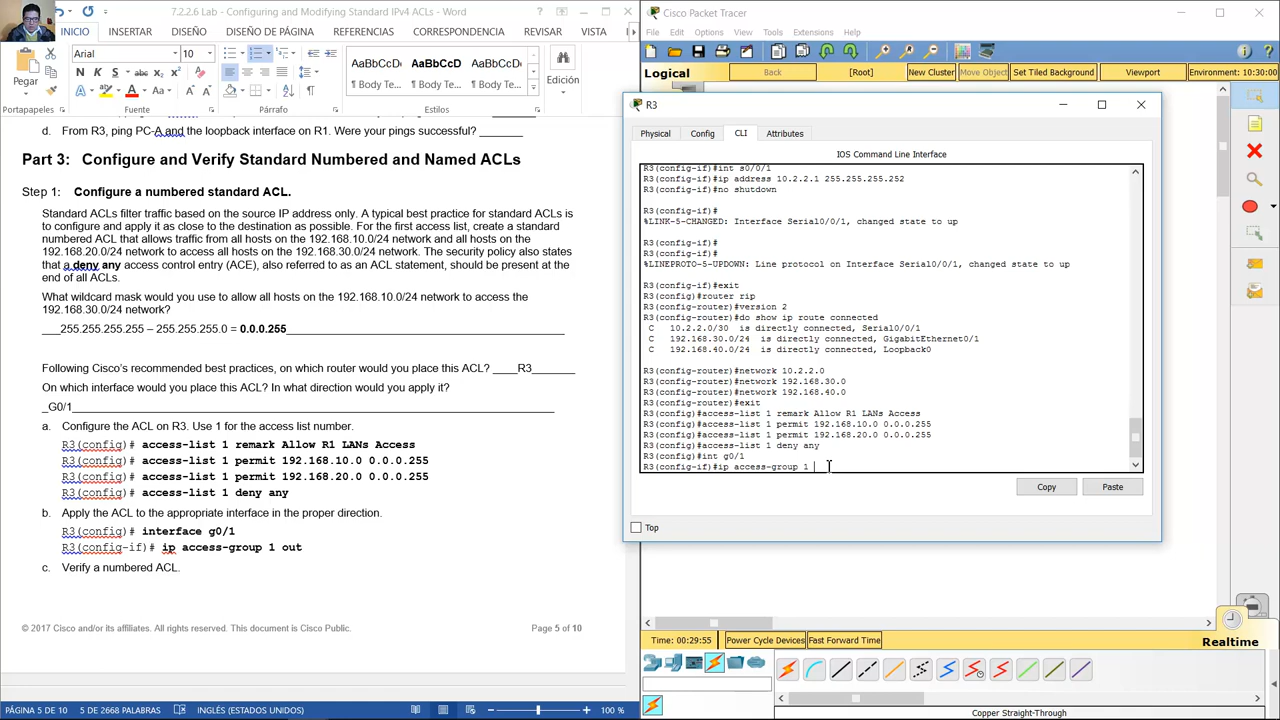 7.2.2.6 Lab - Configuring and Modifying Standard IPv4 ACLs - Word
INICIO INSERTAR DISEÑO DISEÑO DE PÁGINA REFERENCIAS CORRESPONDENCIA REVISAR VISTA
Arial 10
AaBbCcD AaBbCcD AaBbCcD
¶ Body Te... ¶ Body Te... ¶ Body Te...
Pegar
N K S abc x₂ x²
Edición
Portapapeles Fuente Párrafo Estilos
d. From R3, ping PC-A and the loopback interface on R1. Were your pings successful? _______
Part 3: Configure and Verify Standard Numbered and Named ACLs
Step 1: Configure a numbered standard ACL.
Standard ACLs filter traffic based on the source IP address only. A typical best practice for standard ACLs is
to configure and apply it as close to the destination as possible. For the first access list, create a standard
numbered ACL that allows traffic from all hosts on the 192.168.10.0/24 network and all hosts on the
192.168.20.0/24 network to access all hosts on the 192.168.30.0/24 network. The security policy also states
that a deny any access control entry (ACE), also referred to as an ACL statement, should be present at the
end of all ACLs.
What wildcard mask would you use to allow all hosts on the 192.168.10.0/24 network to access the
192.168.30.0/24 network?
___255.255.255.255 – 255.255.255.0 = 0.0.0.255_______________________________________
Following Cisco's recommended best practices, on which router would you place this ACL? ____R3_______
On which interface would you place this ACL? In what direction would you apply it?
_G0/1___________________________________________________________________
a. Configure the ACL on R3. Use 1 for the access list number.
R3(config)# access-list 1 remark Allow R1 LANs Access
R3(config)# access-list 1 permit 192.168.10.0 0.0.0.255
R3(config)# access-list 1 permit 192.168.20.0 0.0.0.255
R3(config)# access-list 1 deny any
b. Apply the ACL to the appropriate interface in the proper direction.
R3(config)# interface g0/1
R3(config-if)# ip access-group 1 out
c. Verify a numbered ACL.
© 2017 Cisco and/or its affiliates. All rights reserved. This document is Cisco Public. Page 5 of 10
PÁGINA 5 DE 10 5 DE 2668 PALABRAS INGLÉS (ESTADOS UNIDOS) 100 %
Cisco Packet Tracer
File Edit Options View Tools Extensions Help
Logical Back [Root] New Cluster Move Object Set Tiled Background Viewport Environment: 10:30:00
R3
Physical Config CLI Attributes
IOS Command Line Interface
R3(config-if)#int s0/0/1
R3(config-if)#ip address 10.2.2.1 255.255.255.252
R3(config-if)#no shutdown
R3(config-if)#
%LINK-5-CHANGED: Interface Serial0/0/1, changed state to up
R3(config-if)#
R3(config-if)#
%LINEPROTO-5-UPDOWN: Line protocol on Interface Serial0/0/1, changed state to up
R3(config-if)#exit
R3(config)#router rip
R3(config-router)#version 2
R3(config-router)#do show ip route connected
C 10.2.2.0/30 is directly connected, Serial0/0/1
C 192.168.30.0/24 is directly connected, GigabitEthernet0/1
C 192.168.40.0/24 is directly connected, Loopback0
R3(config-router)#network 10.2.2.0
R3(config-router)#network 192.168.30.0
R3(config-router)#network 192.168.40.0
R3(config-router)#exit
R3(config)#access-list 1 remark Allow R1 LANs Access
R3(config)#access-list 1 permit 192.168.10.0 0.0.0.255
R3(config)#access-list 1 permit 192.168.20.0 0.0.0.255
R3(config)#access-list 1 deny any
R3(config)#int g0/1
R3(config-if)#ip access-group 1
Copy Paste
Top
Time: 00:29:55 Power Cycle Devices Fast Forward Time
Realtime
Copper Straight-Through